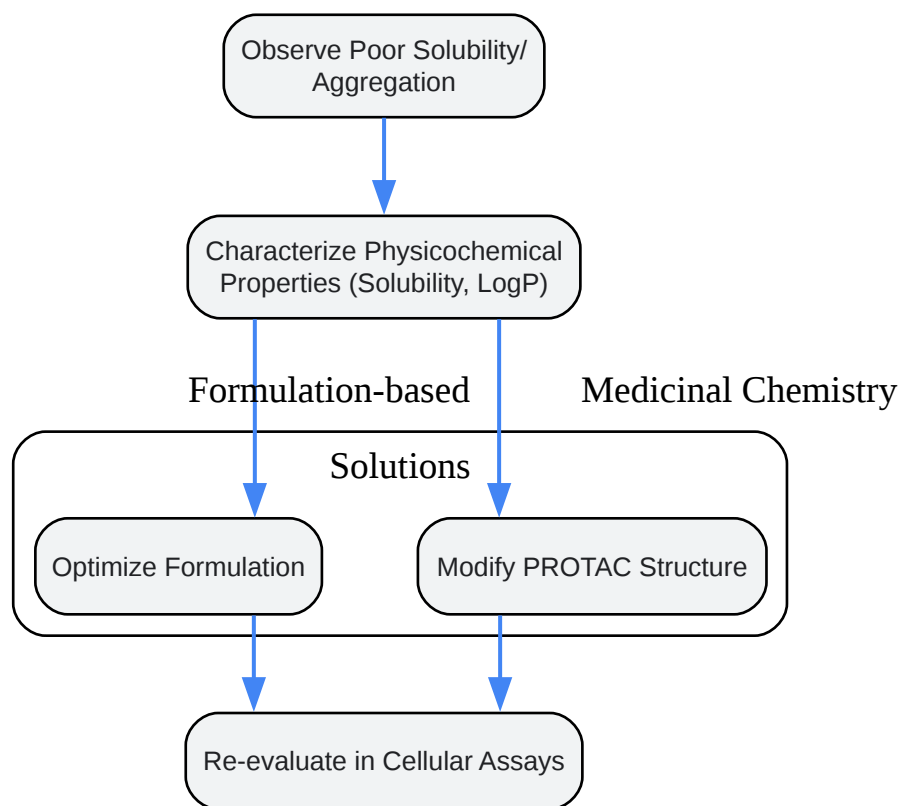 Observe Poor Solubility/
Aggregation
Characterize Physicochemical
Properties (Solubility, LogP)
Formulation-based
Medicinal Chemistry
Solutions
Optimize Formulation
Modify PROTAC Structure
Re-evaluate in Cellular Assays